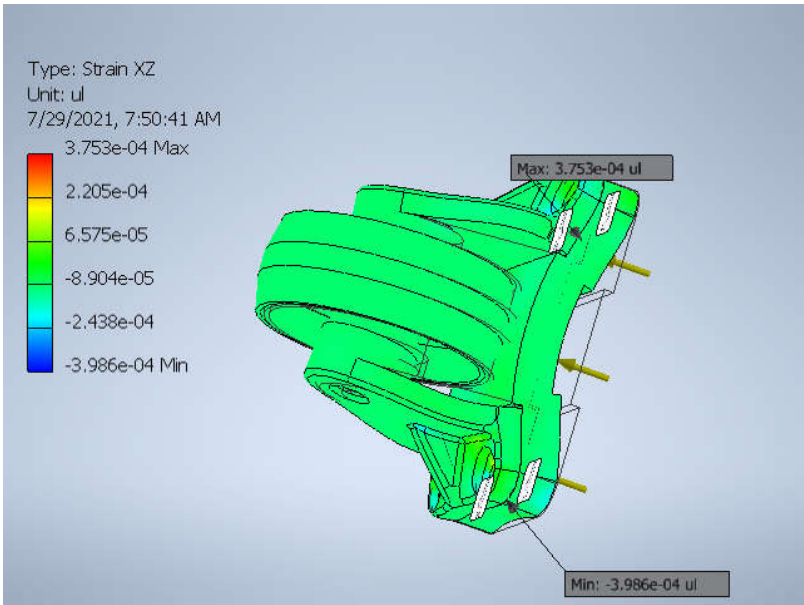 Type: Strain XZ
Unit: ul
7/29/2021, 7:50:41 AM
3.753e-04 Max
2.205e-04
6.575e-05
-8.904e-05
-2.438e-04
-3.986e-04 Min
Max: 3.753e-04 ul
Min: -3.986e-04 ul